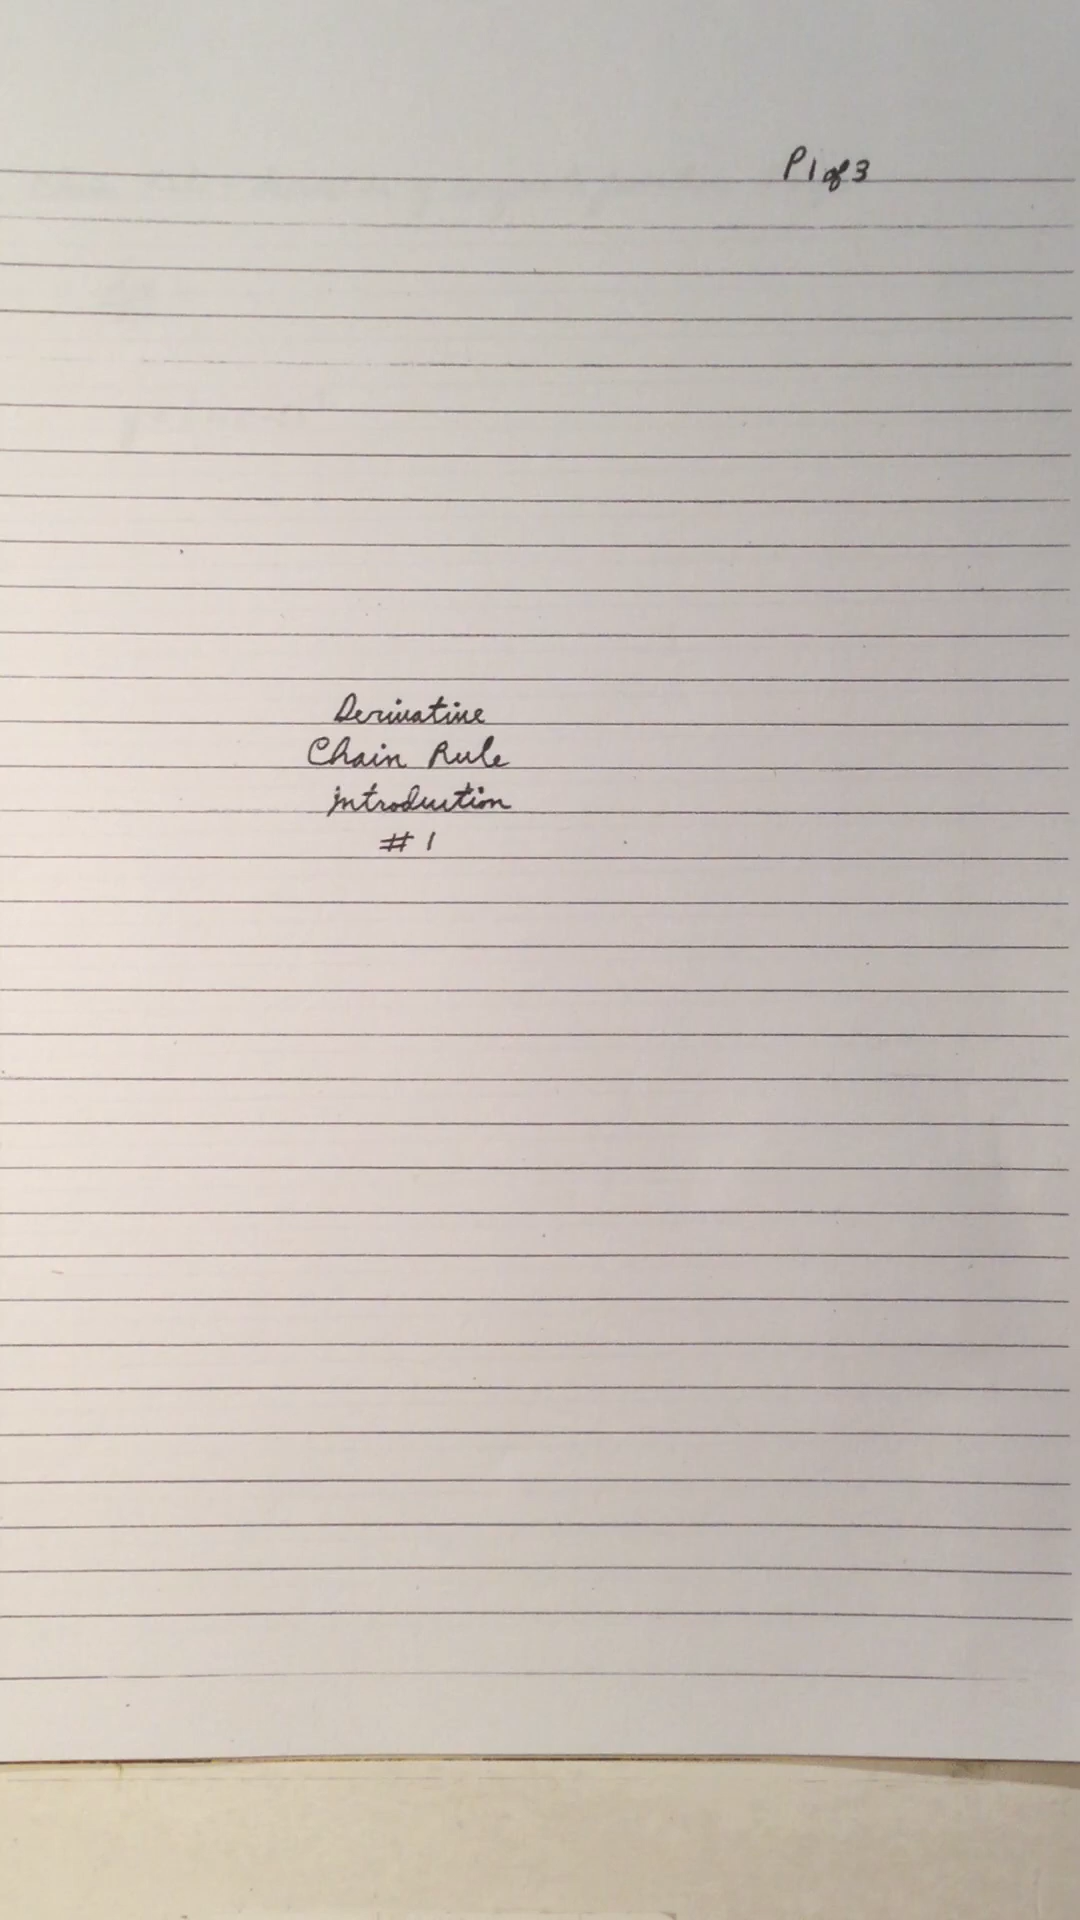 P1 of 3
Derivative
Chain Rule
Introduction
# 1